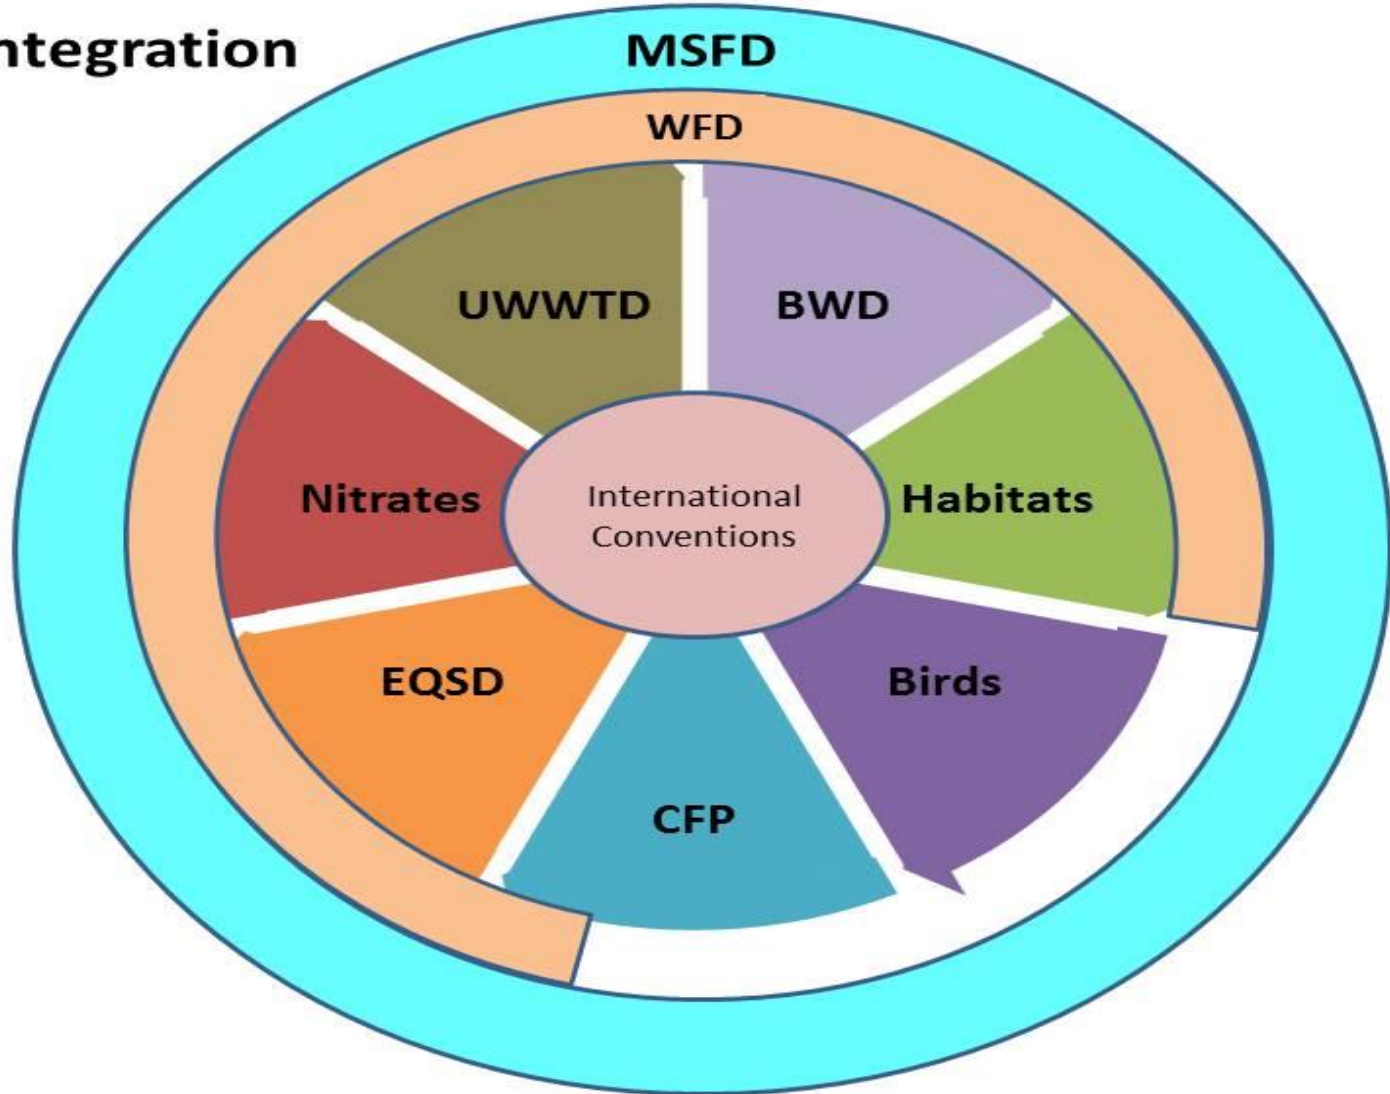 ntegration
MSFD
WFD
UWWTD
BWD
Nitrates
International
Conventions
Habitats
EQSD
Birds
CFP